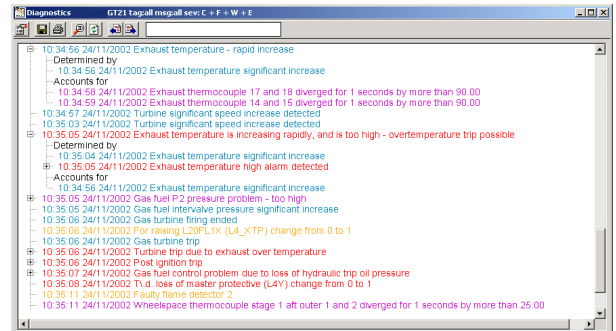 Diagnostics GT21 tag:all msg:all sev: C + F + W + E
10:34:56 24/11/2002 Exhaust temperature - rapid increase
Determined by
10:34:56 24/11/2002 Exhaust temperature significant increase
Accounts for
10:34:58 24/11/2002 Exhaust thermocouple 17 and 18 diverged for 1 seconds by more than 90.00
10:34:59 24/11/2002 Exhaust thermocouple 14 and 15 diverged for 1 seconds by more than 90.00
10:34:57 24/11/2002 Turbine significant speed increase detected
10:35:03 24/11/2002 Turbine significant speed increase detected
10:35:05 24/11/2002 Exhaust temperature is increasing rapidly, and is too high - overtemperature trip possible
Determined by
10:35:04 24/11/2002 Exhaust temperature significant increase
10:35:05 24/11/2002 Exhaust temperature high alarm detected
Accounts for
10:34:56 24/11/2002 Exhaust temperature significant increase
10:35:05 24/11/2002 Gas fuel P2 pressure problem - too high
10:35:05 24/11/2002 Gas fuel intervalve pressure significant increase
10:35:06 24/11/2002 Gas turbine firing ended
10:35:06 24/11/2002 For raising L20FL1X (L4_XTP) change from 0 to 1
10:35:06 24/11/2002 Gas turbine trip
10:35:06 24/11/2002 Turbine trip due to exhaust over temperature
10:35:06 24/11/2002 Post ignition trip
10:35:07 24/11/2002 Gas fuel control problem due to loss of hydraulic trip oil pressure
10:35:08 24/11/2002 T\.d. loss of master protective (L4Y) change from 0 to 1
10:35:11 24/11/2002 Faulty flame detector 2
10:35:11 24/11/2002 Wheelspace thermocouple stage 1 aft outer 1 and 2 diverged for 1 seconds by more than 25.00